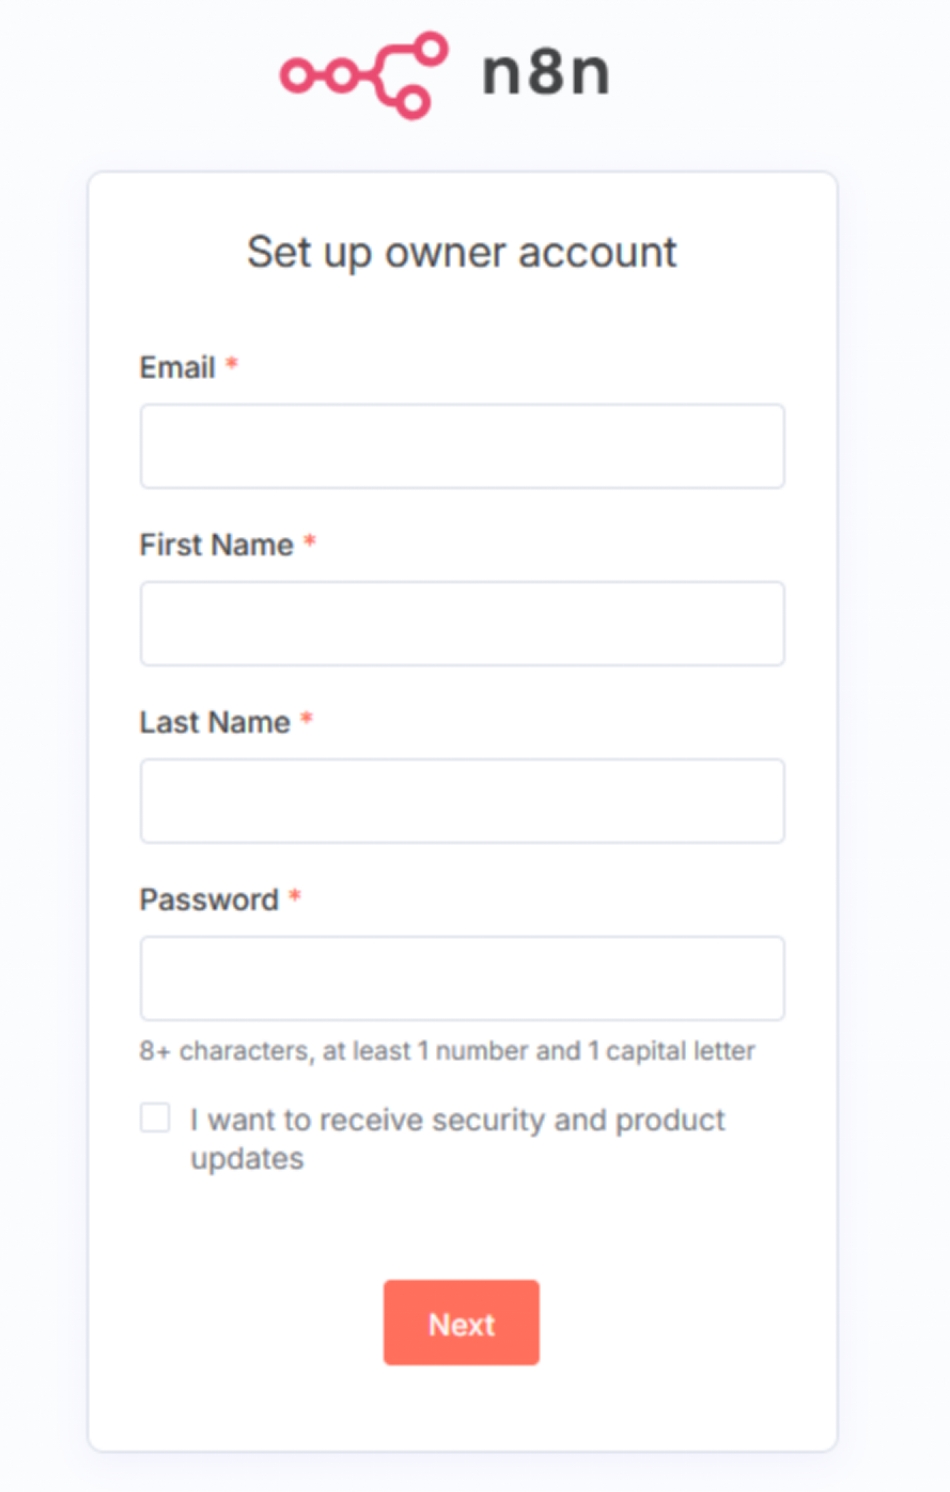 n8n
Set up owner account
Email *
First Name *
Last Name *
Password *
8+ characters, at least 1 number and 1 capital letter
I want to receive security and product
updates
Next